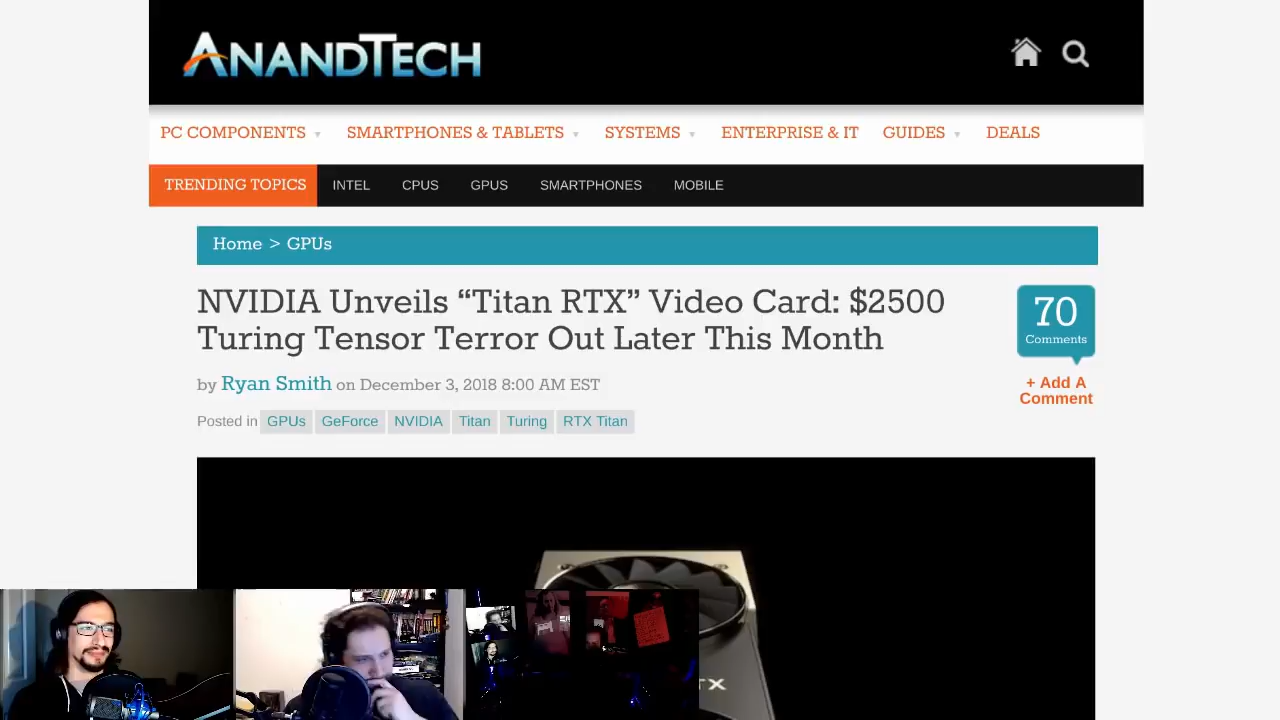 ANANDTECH
PC COMPONENTS SMARTPHONES & TABLETS SYSTEMS ENTERPRISE & IT GUIDES DEALS
TRENDING TOPICS INTEL CPUS GPUS SMARTPHONES MOBILE
Home > GPUs
NVIDIA Unveils “Titan RTX” Video Card: $2500
Turing Tensor Terror Out Later This Month
70
Comments
+ Add A
Comment
by Ryan Smith on December 3, 2018 8:00 AM EST
Posted in GPUs GeForce NVIDIA Titan Turing RTX Titan